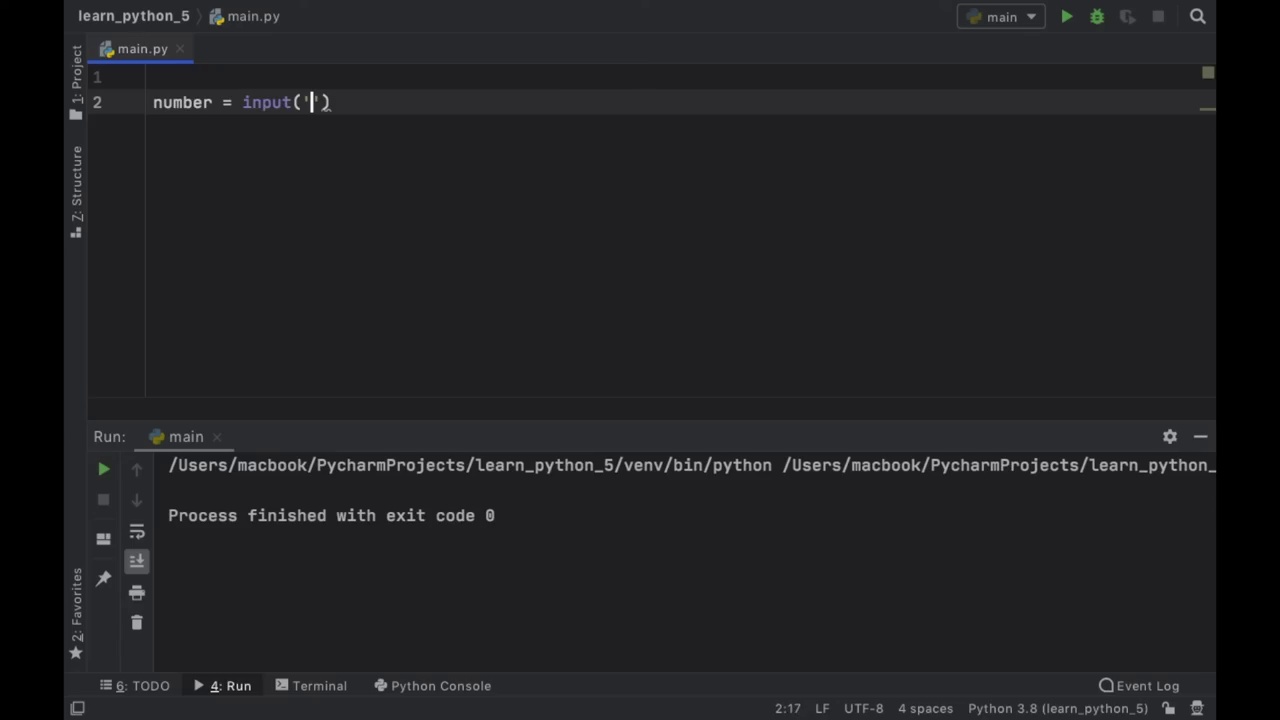 learn_python_5 main.py
main
main.py
1: Project
7: Structure
2: Favorites
1
2 number = input('')
Run: main
/Users/macbook/PycharmProjects/learn_python_5/venv/bin/python /Users/macbook/PycharmProjects/learn_python_
Process finished with exit code 0
6: TODO 4: Run Terminal Python Console Event Log
2:17 LF UTF-8 4 spaces Python 3.8 (learn_python_5)